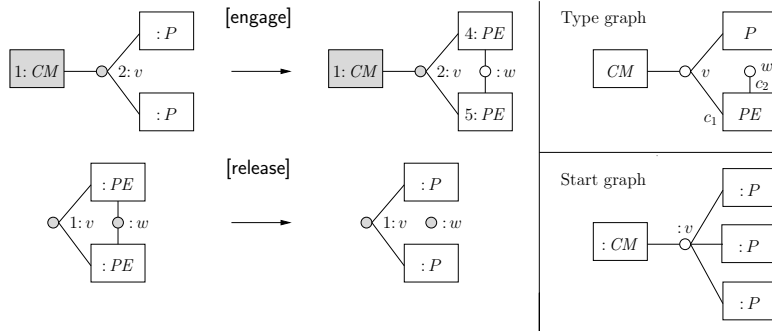 [engage]
: P
4: PE
1: CM
2: v
1: CM
2: v
: w
: P
5: PE
[release]
: PE
: P
1: v
: w
1: v
: w
: PE
: P
Type graph
P
CM
v
w
c2
c1
PE
Start graph
: P
: v
: CM
: P
: P